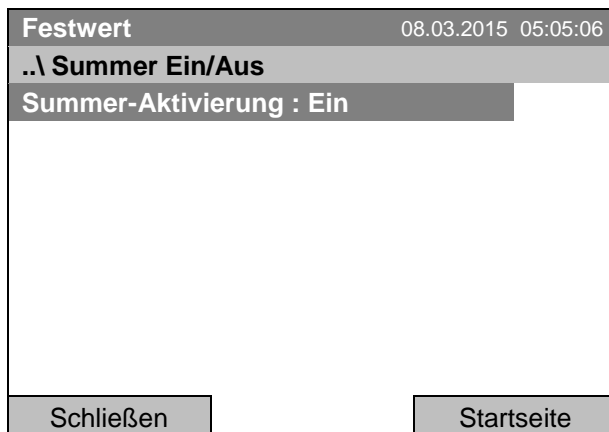 Festwert 08.03.2015 05:05:06
..\ Summer Ein/Aus
Summer-Aktivierung : Ein
Schließen Startseite